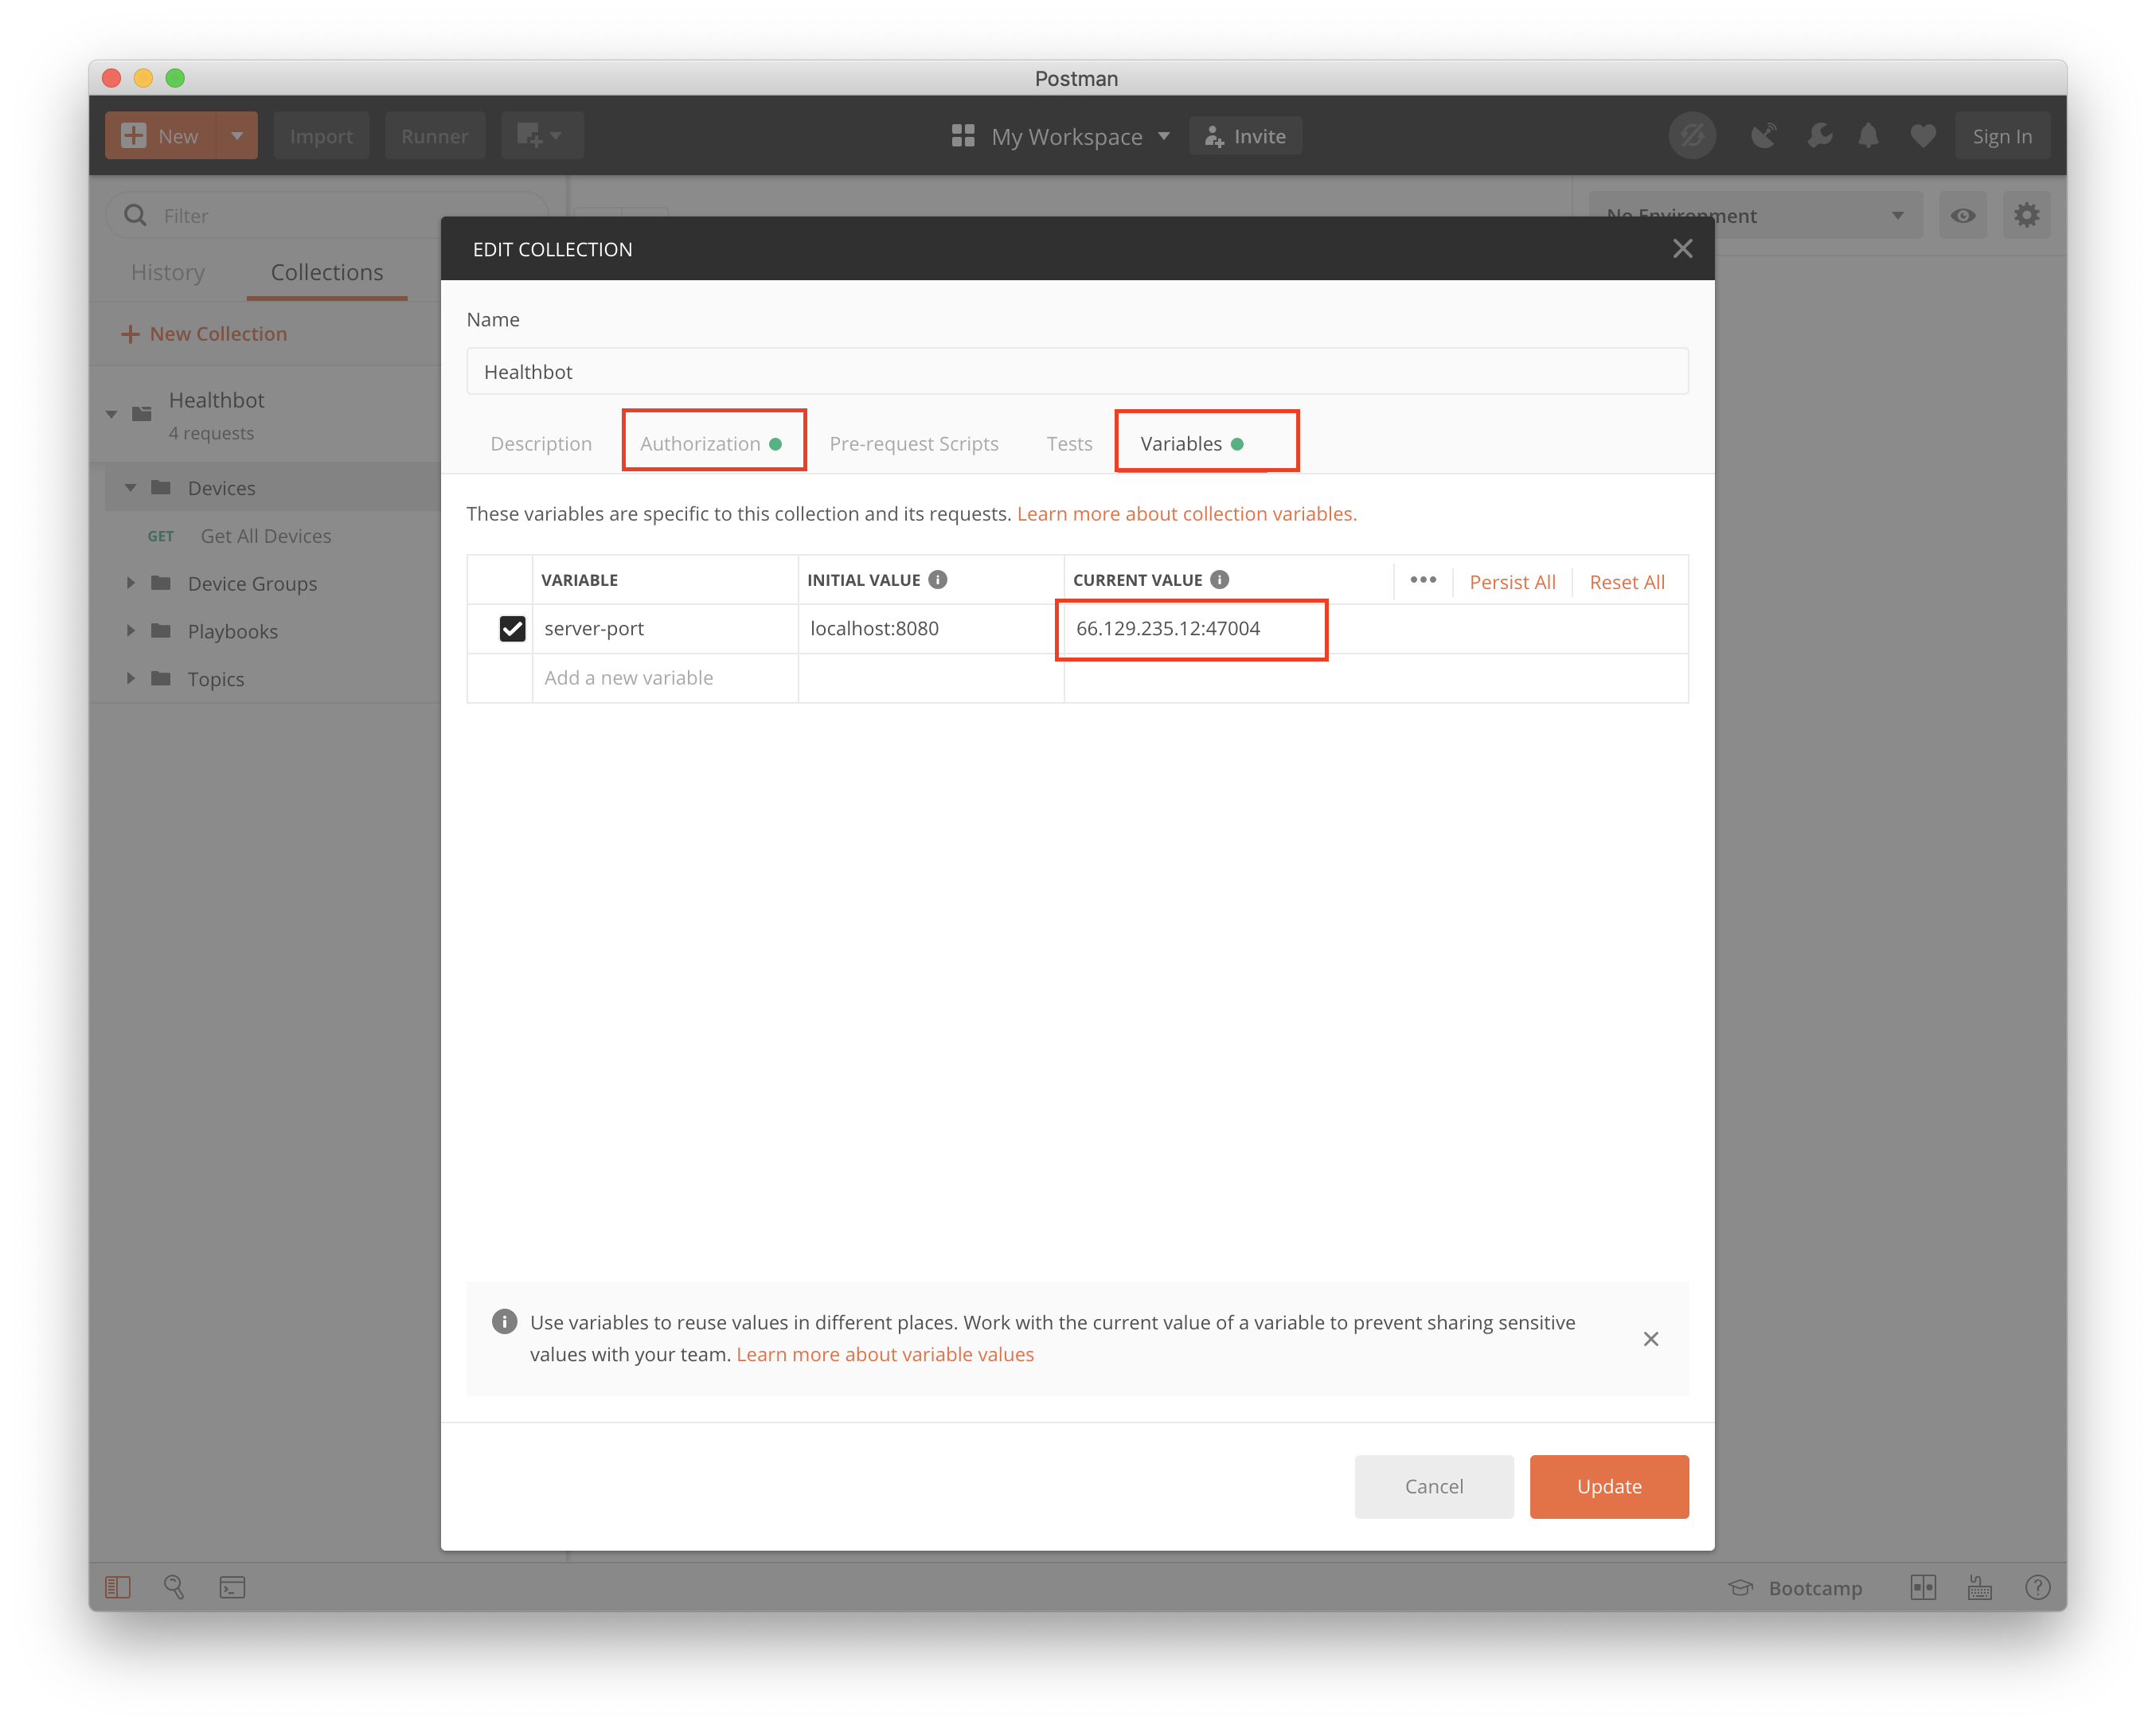 Postman
New
Import
Runner
My Workspace
Invite
Sign In
Filter
No Environment
History
Collections
New Collection
Healthbot
4 requests
Devices
GET Get All Devices
Device Groups
Playbooks
Topics
EDIT COLLECTION
Name
Healthbot
Description
Authorization
Pre-request Scripts
Tests
Variables
These variables are specific to this collection and its requests. Learn more about collection variables.
VARIABLE
INITIAL VALUE
CURRENT VALUE
Persist All
Reset All
server-port
localhost:8080
66.129.235.12:47004
Add a new variable
Use variables to reuse values in different places. Work with the current value of a variable to prevent sharing sensitive
values with your team. Learn more about variable values
Cancel
Update
Bootcamp